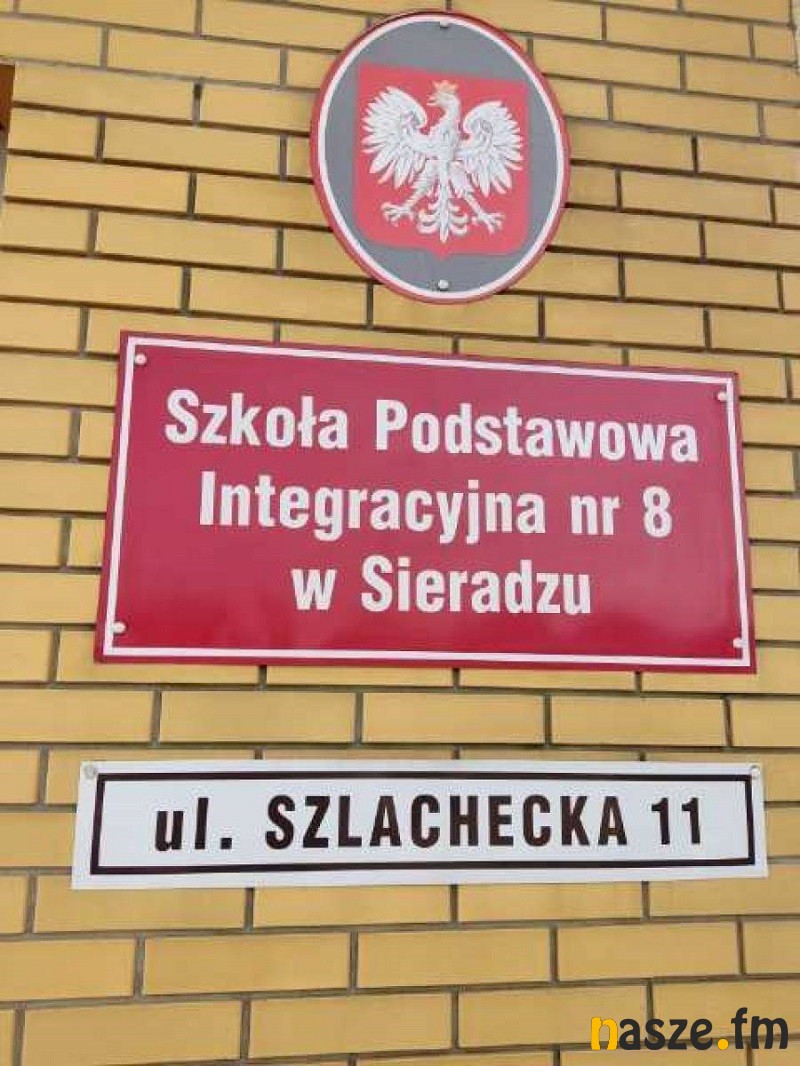 Szkoła Podstawowa
Integracyjna nr 8
w Sieradzu
ul. SZLACHECKA 11
nasze.fm